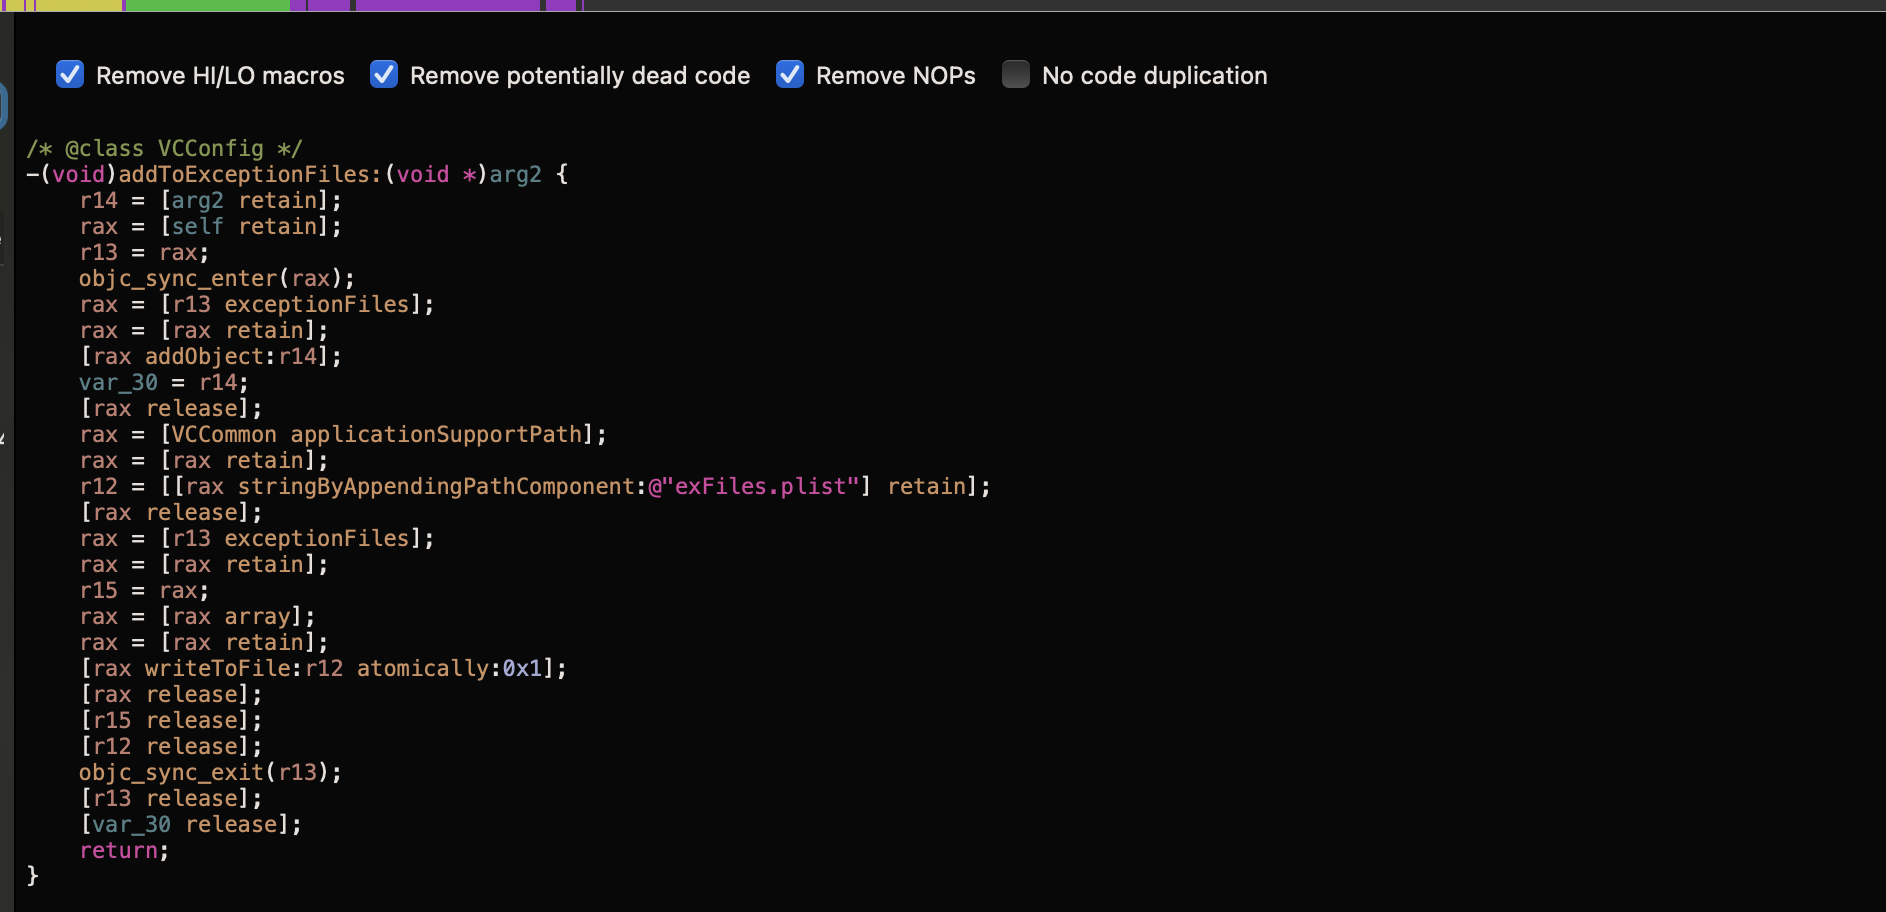 Remove HI/LO macros Remove potentially dead code Remove NOPs No code duplication
/* @class VCConfig */
-(void)addToExceptionFiles:(void *)arg2 {
    r14 = [arg2 retain];
    rax = [self retain];
    r13 = rax;
    objc_sync_enter(rax);
    rax = [r13 exceptionFiles];
    rax = [rax retain];
    [rax addObject:r14];
    var_30 = r14;
    [rax release];
    rax = [VCCommon applicationSupportPath];
    rax = [rax retain];
    r12 = [[rax stringByAppendingPathComponent:@"exFiles.plist"] retain];
    [rax release];
    rax = [r13 exceptionFiles];
    rax = [rax retain];
    r15 = rax;
    rax = [rax array];
    rax = [rax retain];
    [rax writeToFile:r12 atomically:0x1];
    [rax release];
    [r15 release];
    [r12 release];
    objc_sync_exit(r13);
    [r13 release];
    [var_30 release];
    return;
}